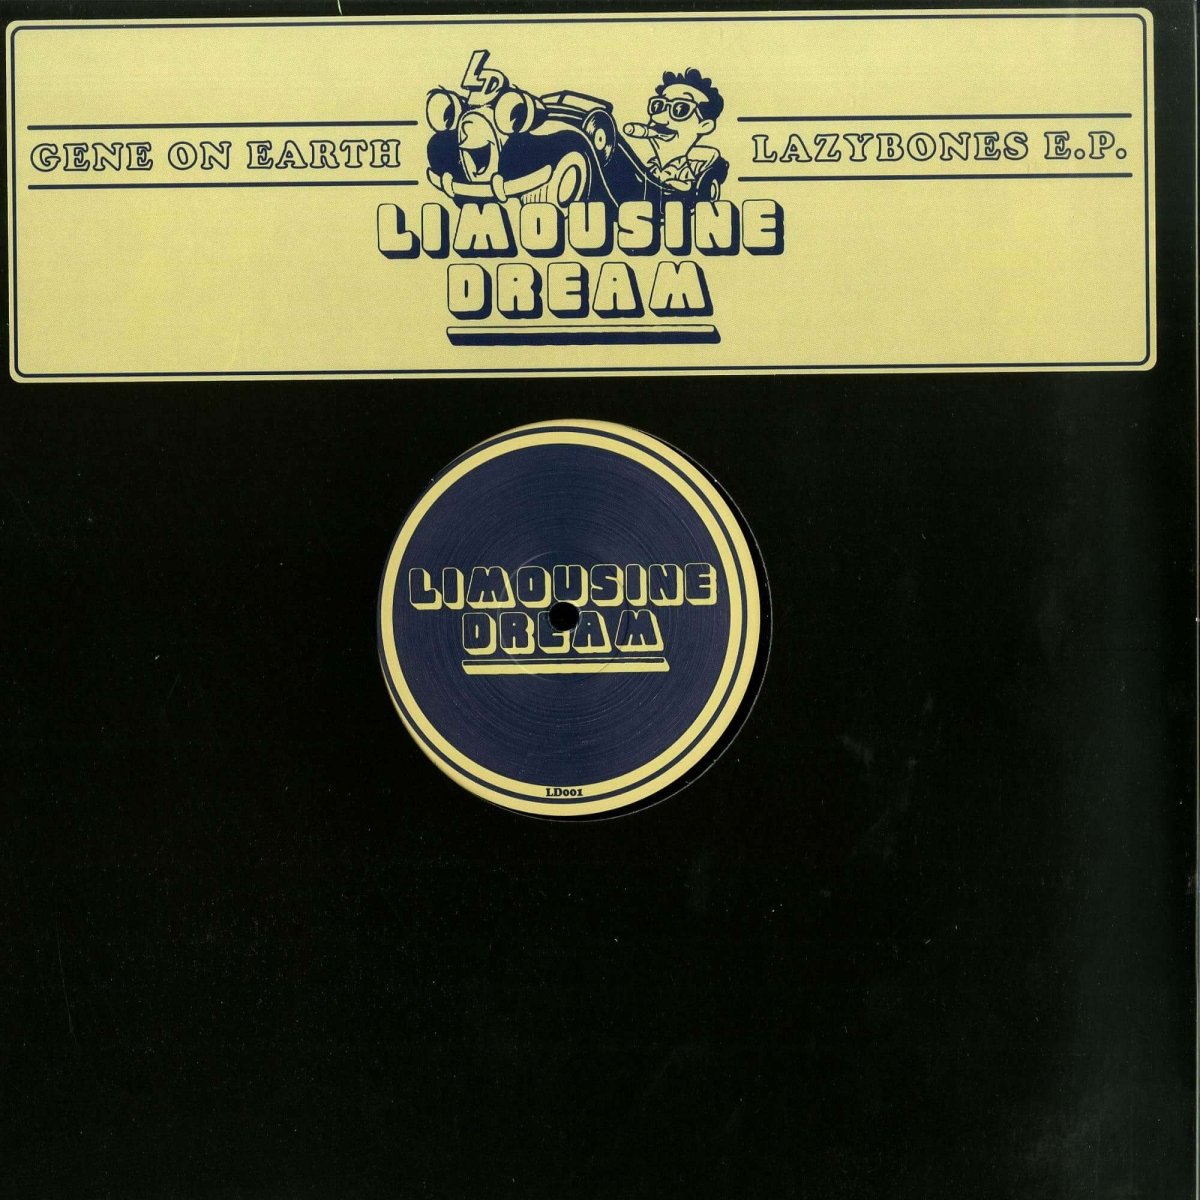 GENE ON EARTH
LD
LAZYBONES E.P.
LIMOUSINE
DREAM
LIMOUSINE
DREAM
LD001